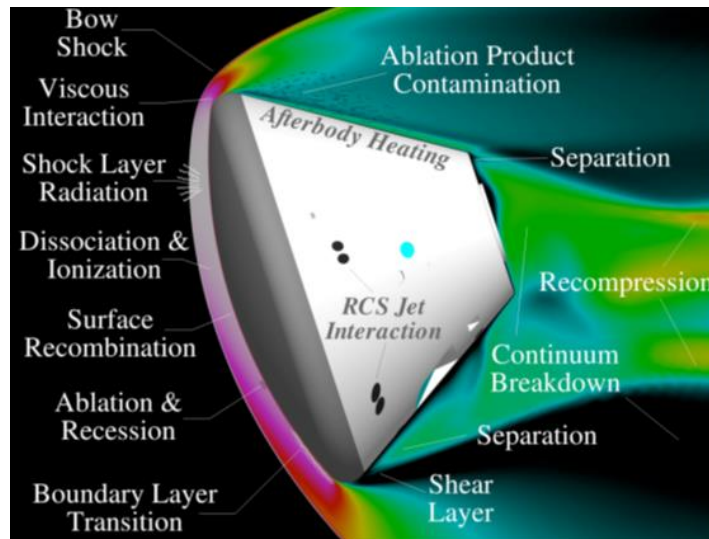 Bow
Shock
Viscous
Interaction
Shock Layer
Radiation
Dissociation &
Ionization
Surface
Recombination
Ablation &
Recession
Boundary Layer
Transition
Ablation Product
Contamination
Afterbody Heating
Separation
RCS Jet
Interaction
Recompression
Continuum
Breakdown
Separation
Shear
Layer